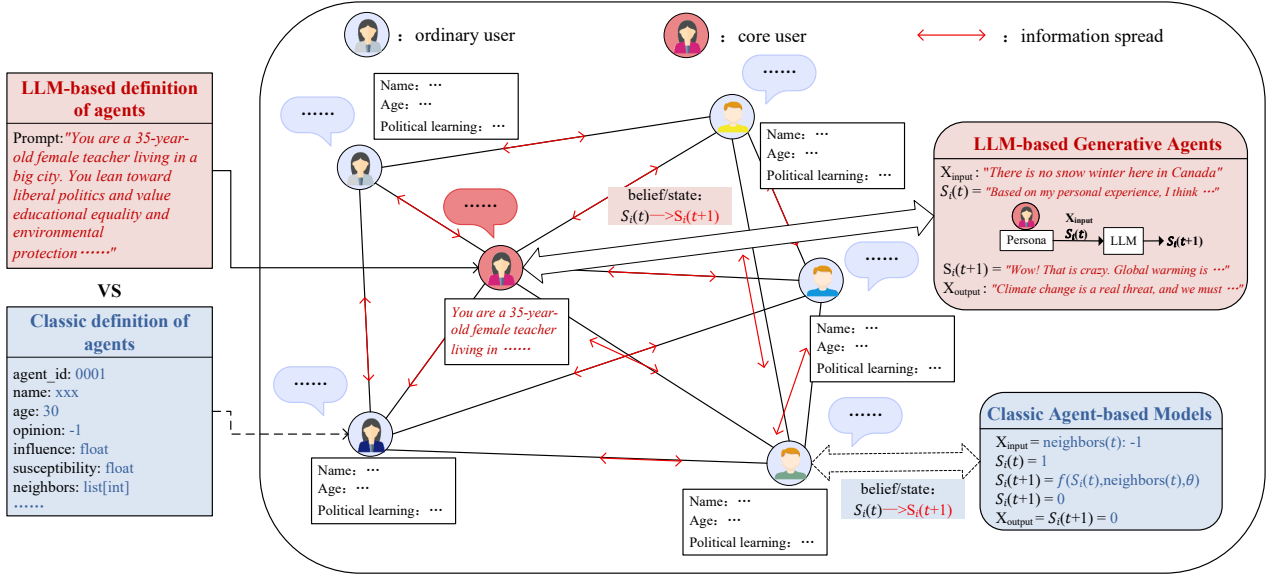 ： ordinary user
： core user
： information spread
LLM-based definition
of agents
Prompt:"You are a 35-year-
old female teacher living in a
big city. You lean toward
liberal politics and value
educational equality and
environmental
protection ······"
VS
Classic definition of
agents
agent_id: 0001
name: xxx
age: 30
opinion: -1
influence: float
susceptibility: float
neighbors: list[int]
······
······
Name： ···
Age： ···
Political learning： ···
······
Name： ···
Age： ···
Political learning： ···
······
belief/state：
Sᵢ(t)—>Sᵢ(t+1)
You are a 35-year-
old female teacher
living in ······
······
Name： ···
Age： ···
Political learning： ···
······
Name： ···
Age： ···
Political learning： ···
······
Name： ···
Age： ···
Political learning： ···
belief/state：
Sᵢ(t)—>Sᵢ(t+1)
LLM-based Generative Agents
Xinput : "There is no snow winter here in Canada"
Sᵢ(t) = "Based on my personal experience, I think ···"
Xinput
Sᵢ(t)
Persona
LLM
Sᵢ(t+1)
Sᵢ(t+1) = "Wow! That is crazy. Global warming is ···"
Xoutput : "Climate change is a real threat, and we must ···"
Classic Agent-based Models
Xinput = neighbors(t): -1
Sᵢ(t) = 1
Sᵢ(t+1) = f(Sᵢ(t),neighbors(t),θ)
Sᵢ(t+1) = 0
Xoutput = Sᵢ(t+1) = 0